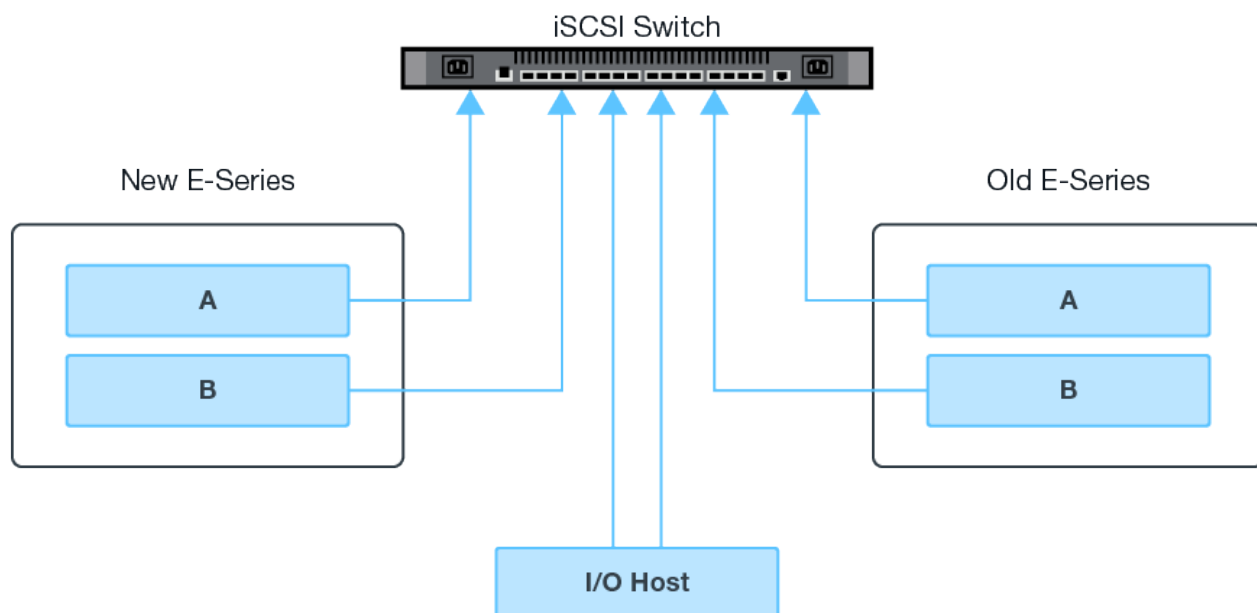 iSCSI Switch
New E-Series
Old E-Series
A
B
A
B
I/O Host